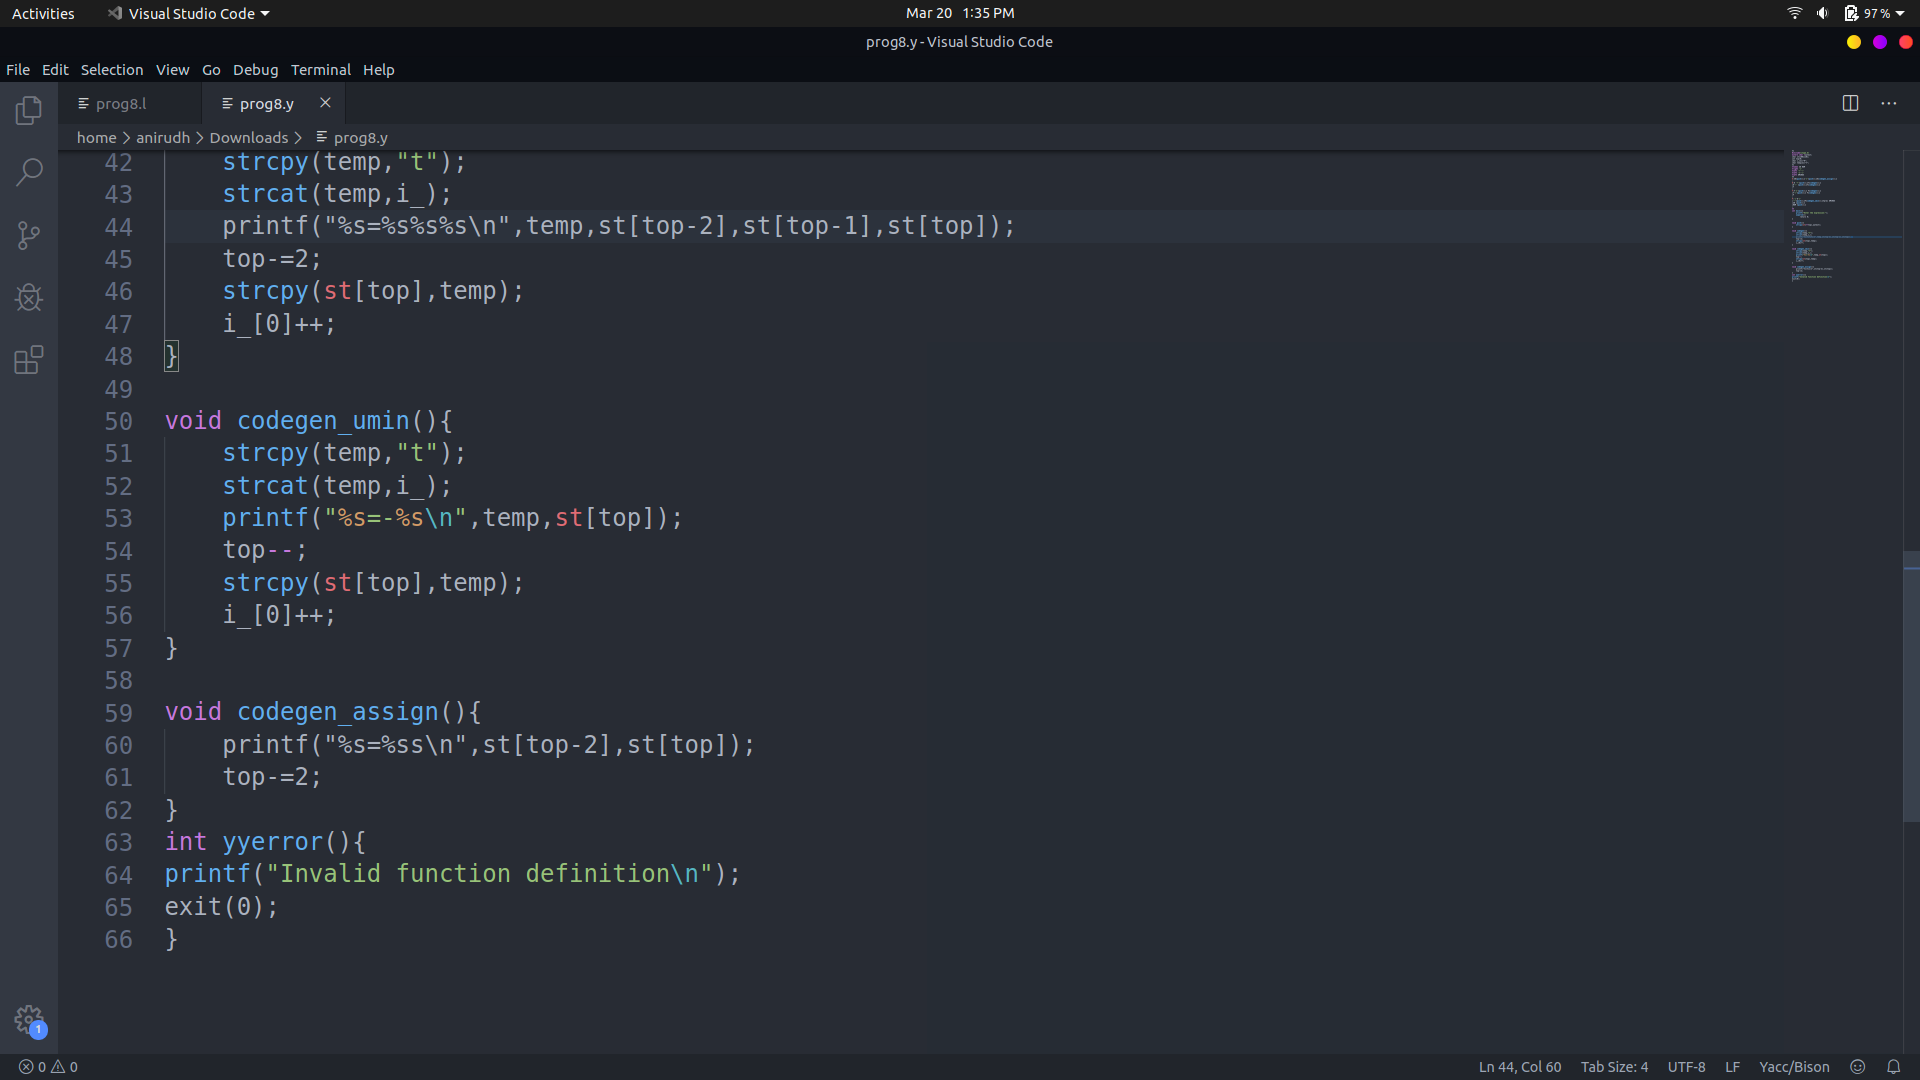 Activities Visual Studio Code Mar 20 1:35 PM 97 %
prog8.y - Visual Studio Code
File Edit Selection View Go Debug Terminal Help
prog8.l prog8.y
home > anirudh > Downloads > prog8.y
42 strcpy(temp,"t");
43 strcat(temp,i_);
44 printf("%s=%s%s%s\n",temp,st[top-2],st[top-1],st[top]);
45 top-=2;
46 strcpy(st[top],temp);
47 i_[0]++;
48 }
49
50 void codegen_umin(){
51 strcpy(temp,"t");
52 strcat(temp,i_);
53 printf("%s=-%s\n",temp,st[top]);
54 top--;
55 strcpy(st[top],temp);
56 i_[0]++;
57 }
58
59 void codegen_assign(){
60 printf("%s=%ss\n",st[top-2],st[top]);
61 top-=2;
62 }
63 int yyerror(){
64 printf("Invalid function definition\n");
65 exit(0);
66 }
1
0 0 Ln 44, Col 60 Tab Size: 4 UTF-8 LF Yacc/Bison